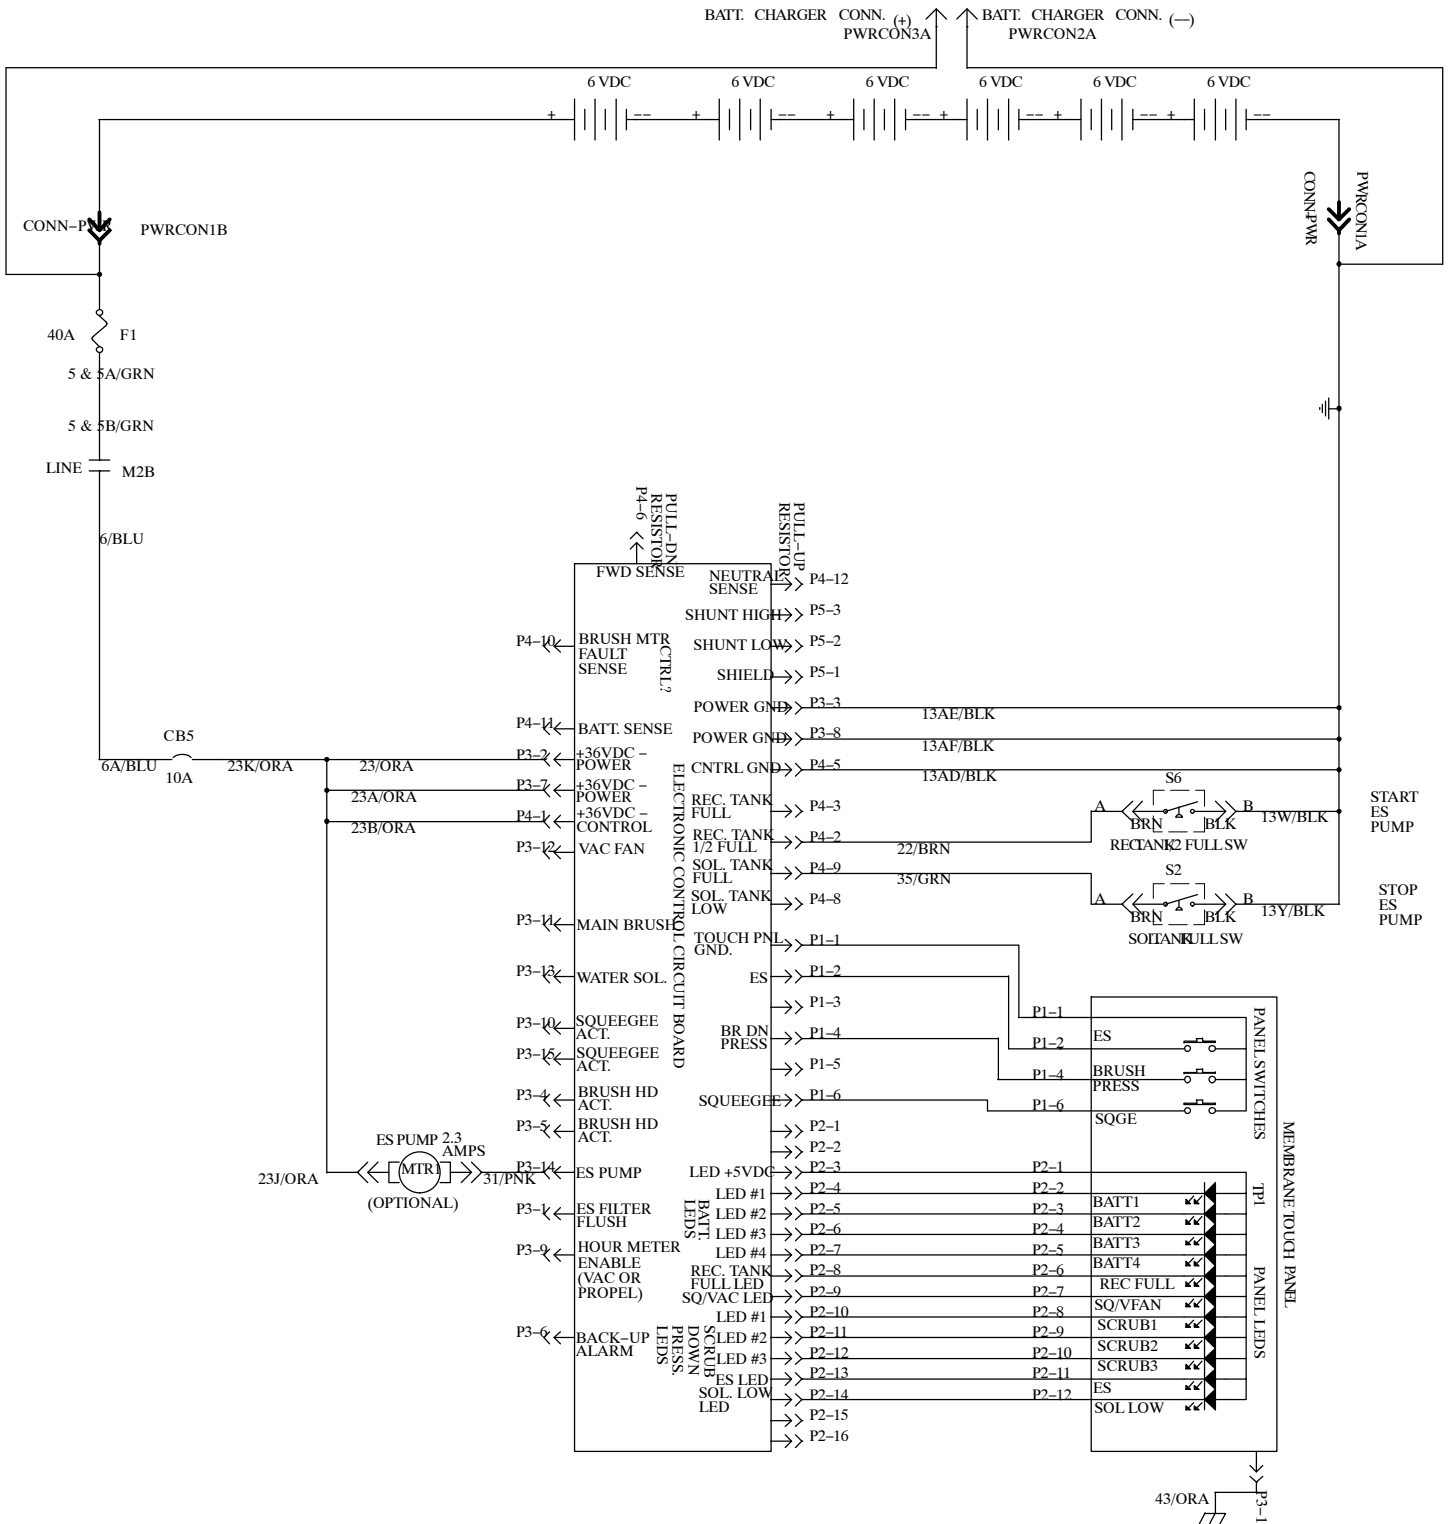 BATT. CHARGER CONN. (+)
PWRCON3A
BATT. CHARGER CONN. (−−)
PWRCON2A
6 VDC
6 VDC
6 VDC
6 VDC
6 VDC
6 VDC
+ −−
+ −−
+ −−
+ −−
+ −−
+ −−
CONN−PWR
PWRCON1B
CONN−PWR
PWRCON1A
40A
F1
5 & 5A/GRN
5 & 5B/GRN
LINE
M2B
6/BLU
CB5
6A/BLU
10A
23K/ORA
23/ORA
23A/ORA
23B/ORA
P4−6
PULL−DN
RESISTOR
PULL−UP
RESISTOR
FWD SENSE
CTRL?
ELECTRONIC CONTROL CIRCUIT BOARD
P4−10
BRUSH MTR
FAULT
SENSE
P4−11
BATT. SENSE
P3−2
+36VDC −
POWER
P3−7
+36VDC −
POWER
P4−1
+36VDC −
CONTROL
P3−12
VAC FAN
P3−11
MAIN BRUSH
P3−13
WATER SOL.
P3−10
SQUEEGEE
ACT.
P3−15
SQUEEGEE
ACT.
P3−4
BRUSH HD
ACT.
P3−5
BRUSH HD
ACT.
ES PUMP 2.3
AMPS
MTR1
(OPTIONAL)
23J/ORA
31/PNK
P3−14
ES PUMP
P3−1
ES FILTER
FLUSH
P3−9
HOUR METER
ENABLE
(VAC OR
PROPEL)
P3−6
BACK−UP
ALARM
NEUTRAL
SENSE
P4−12
SHUNT HIGH
P5−3
SHUNT LOW
P5−2
SHIELD
P5−1
POWER GND
P3−3
13AE/BLK
POWER GND
P3−8
13AF/BLK
CNTRL GND
P4−5
13AD/BLK
REC. TANK
FULL
P4−3
REC. TANK
1/2 FULL
P4−2
22/BRN
SOL. TANK
FULL
P4−9
35/GRN
SOL. TANK
LOW
P4−8
TOUCH PNL
GND.
P1−1
ES
P1−2
P1−3
BR DN
PRESS
P1−4
P1−5
SQUEEGEE
P1−6
P2−1
P2−2
LED +5VDC
P2−3
BATT.
LEDS
LED #1
P2−4
LED #2
P2−5
LED #3
P2−6
LED #4
P2−7
REC. TANK
FULL LED
P2−8
SQ/VAC LED
P2−9
SCRUB
DOWN
PRESS.
LEDS
LED #1
P2−10
LED #2
P2−11
LED #3
P2−12
ES LED
P2−13
SOL. LOW
LED
P2−14
P2−15
P2−16
S6
A
BRN
BLK
B
13W/BLK
REC TANK 1/2 FULL SW
START
ES
PUMP
S2
A
BRN
BLK
B
13Y/BLK
SOL TANK FULL SW
STOP
ES
PUMP
P1−1
P1−2
ES
P1−4
BRUSH
PRESS
P1−6
SQGE
PANEL SWITCHES
MEMBRANE TOUCH PANEL
TP1
PANEL LEDS
P2−1
P2−2
BATT1
P2−3
BATT2
P2−4
BATT3
P2−5
BATT4
P2−6
REC FULL
P2−7
SQ/VFAN
P2−8
SCRUB1
P2−9
SCRUB2
P2−10
SCRUB3
P2−11
ES
P2−12
SOL LOW
43/ORA
P3−1